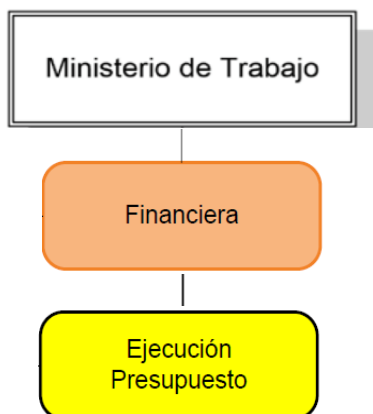 Ministerio de Trabajo
Financiera
Ejecución
Presupuesto